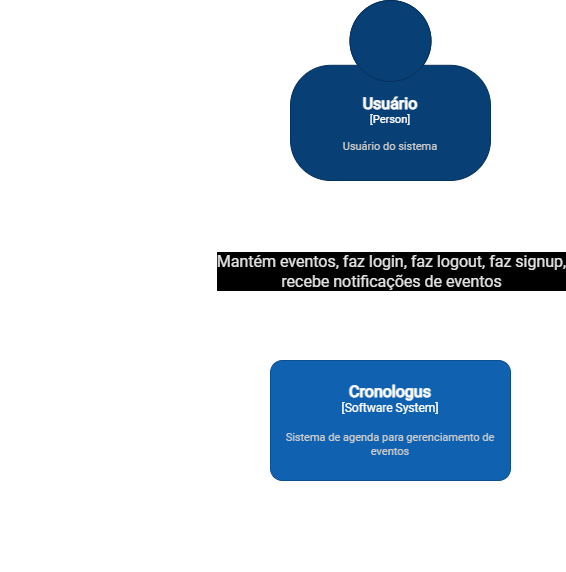 Usuário
[Person]
Usuário do sistema
Mantém eventos, faz login, faz logout, faz signup,
recebe notificações de eventos
Cronologus
[Software System]
Sistema de agenda para gerenciamento de
eventos